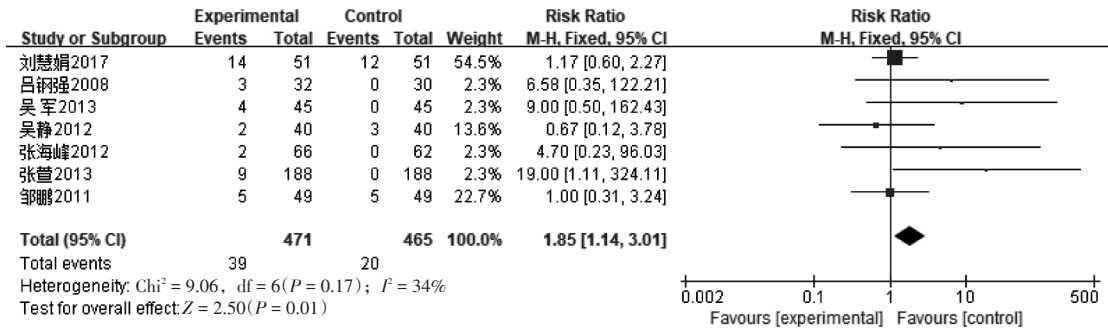 Experimental Control Risk Ratio Risk Ratio
Study or Subgroup Events Total Events Total Weight M-H, Fixed, 95% CI M-H, Fixed, 95% CI
刘慧娟2017 14 51 12 51 54.5% 1.17 [0.60, 2.27]
吕钢强2008 3 32 0 30 2.3% 6.58 [0.35, 122.21]
吴 军2013 4 45 0 45 2.3% 9.00 [0.50, 162.43]
吴静2012 2 40 3 40 13.6% 0.67 [0.12, 3.78]
张海峰2012 2 66 0 62 2.3% 4.70 [0.23, 96.03]
张萱2013 9 188 0 188 2.3% 19.00 [1.11, 324.11]
邹鹏2011 5 49 5 49 22.7% 1.00 [0.31, 3.24]
Total (95% CI) 471 465 100.0% 1.85 [1.14, 3.01]
Total events 39 20
Heterogeneity: Chi² = 9.06, df = 6(P = 0.17); I² = 34%
Test for overall effect: Z = 2.50(P = 0.01)
0.002 0.1 1 10 500
Favours [experimental] Favours [control]